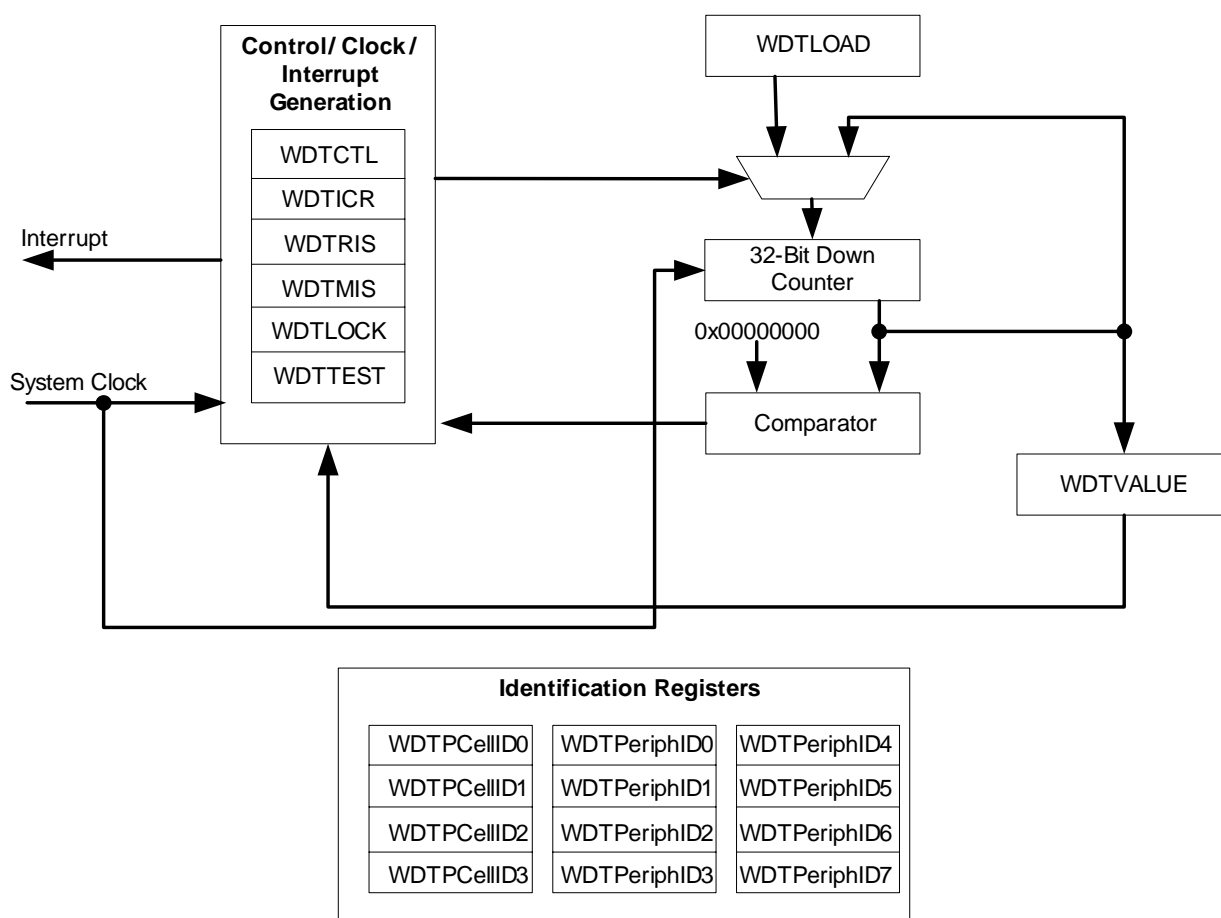 Control/ Clock/
Interrupt
Generation
WDTCTL
WDTICR
WDTRIS
WDTMIS
WDTLOCK
WDTTEST
Interrupt
System Clock
WDTLOAD
32-Bit Down
Counter
0x00000000
Comparator
WDTVALUE
Identification Registers
WDTPCellID0
WDTPeriphID0
WDTPeriphID4
WDTPCellID1
WDTPeriphID1
WDTPeriphID5
WDTPCellID2
WDTPeriphID2
WDTPeriphID6
WDTPCellID3
WDTPeriphID3
WDTPeriphID7